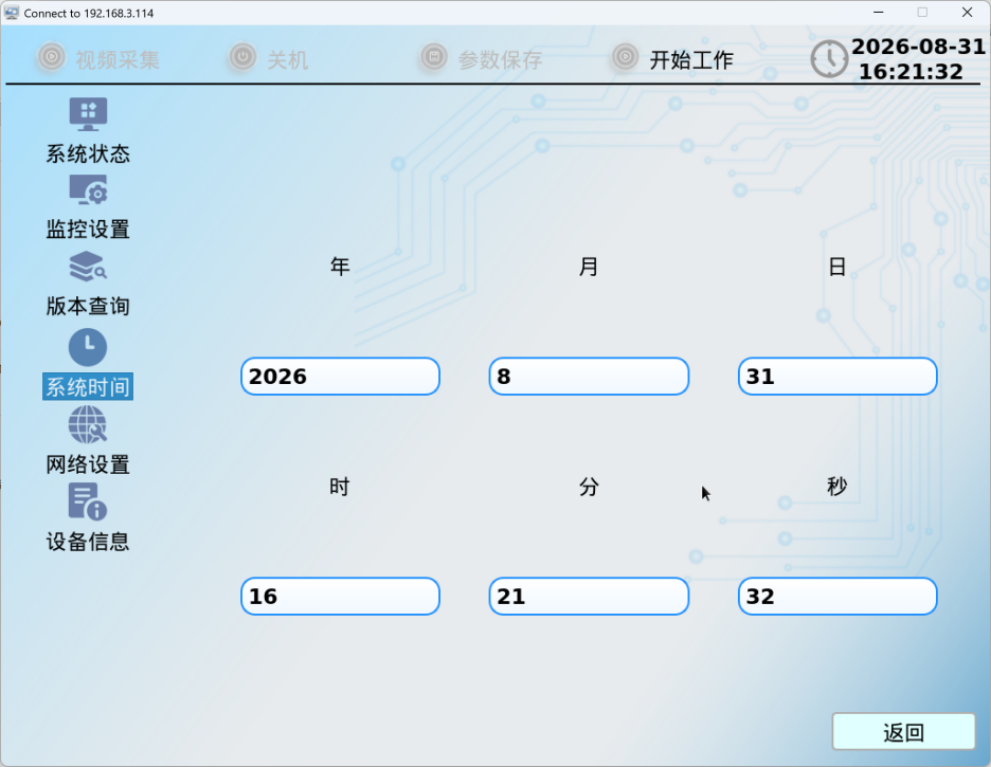 Connect to 192.168.3.114
视频采集 关机 参数保存 开始工作 2026-08-31
16:21:32
系统状态
监控设置
版本查询
系统时间
网络设置
设备信息
年 月 日
2026 8 31
时 分 秒
16 21 32
返回